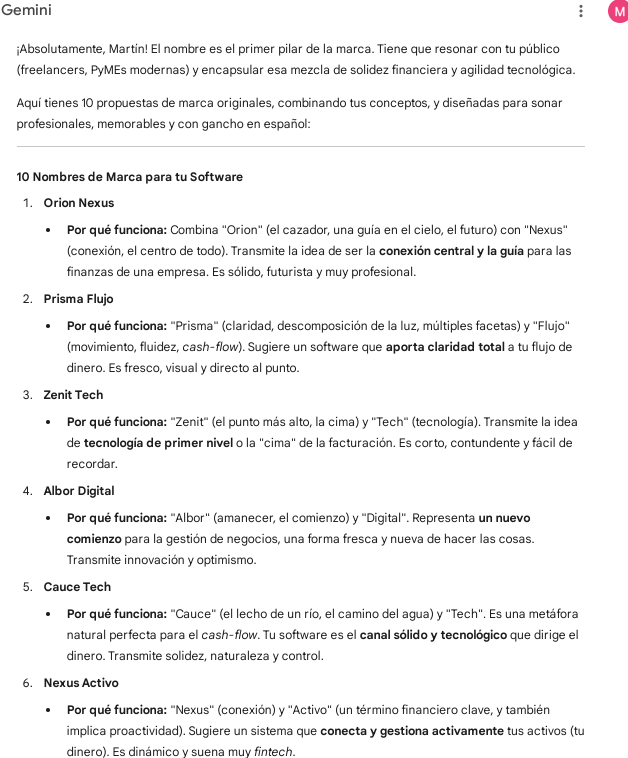 Gemini
M
¡Absolutamente, Martín! El nombre es el primer pilar de la marca. Tiene que resonar con tu público
(freelancers, PyMEs modernas) y encapsular esa mezcla de solidez financiera y agilidad tecnológica.
Aquí tienes 10 propuestas de marca originales, combinando tus conceptos, y diseñadas para sonar
profesionales, memorables y con gancho en español:
10 Nombres de Marca para tu Software
1. Orion Nexus
• Por qué funciona: Combina "Orion" (el cazador, una guía en el cielo, el futuro) con "Nexus"
(conexión, el centro de todo). Transmite la idea de ser la conexión central y la guía para las
finanzas de una empresa. Es sólido, futurista y muy profesional.
2. Prisma Flujo
• Por qué funciona: "Prisma" (claridad, descomposición de la luz, múltiples facetas) y "Flujo"
(movimiento, fluidez, cash-flow). Sugiere un software que aporta claridad total a tu flujo de
dinero. Es fresco, visual y directo al punto.
3. Zenit Tech
• Por qué funciona: "Zenit" (el punto más alto, la cima) y "Tech" (tecnología). Transmite la idea
de tecnología de primer nivel o la "cima" de la facturación. Es corto, contundente y fácil de
recordar.
4. Albor Digital
• Por qué funciona: "Albor" (amanecer, el comienzo) y "Digital". Representa un nuevo
comienzo para la gestión de negocios, una forma fresca y nueva de hacer las cosas.
Transmite innovación y optimismo.
5. Cauce Tech
• Por qué funciona: "Cauce" (el lecho de un río, el camino del agua) y "Tech". Es una metáfora
natural perfecta para el cash-flow. Tu software es el canal sólido y tecnológico que dirige el
dinero. Transmite solidez, naturaleza y control.
6. Nexus Activo
• Por qué funciona: "Nexus" (conexión) y "Activo" (un término financiero clave, y también
implica proactividad). Sugiere un sistema que conecta y gestiona activamente tus activos (tu
dinero). Es dinámico y suena muy fintech.